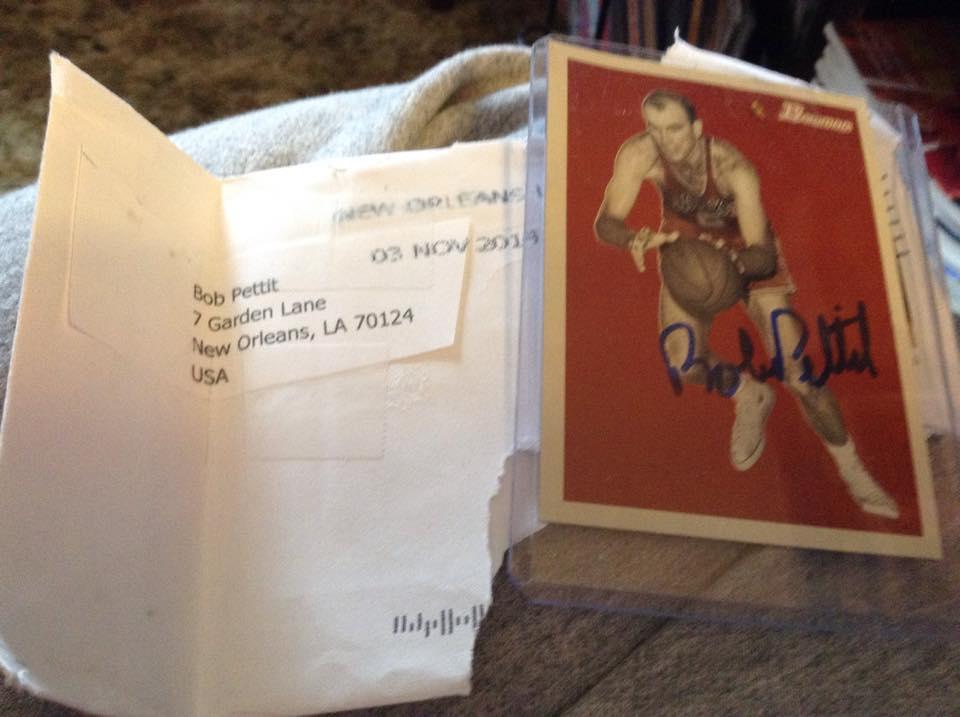 NEW ORLEANS
03 NOV 2014
Bob Pettit
7 Garden Lane
New Orleans, LA 70124
USA
Bowman
Bob Pettit